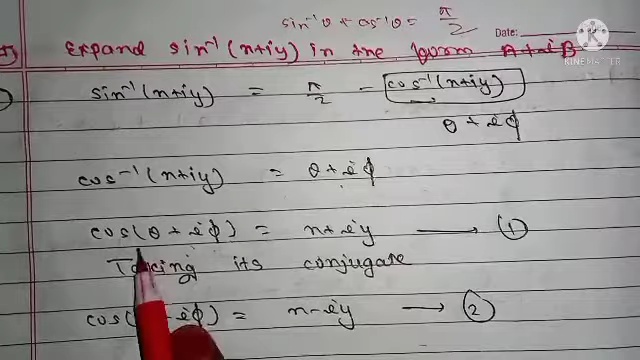 sin⁻¹θ + cos⁻¹θ = π/2
Date:
KINEMASTER
Expand sin⁻¹(x+iy) in the form A+iB
sin⁻¹(x+iy) = π/2 - cos⁻¹(x+iy)
θ + iϕ
cos⁻¹(x+iy) = θ + iϕ
cos(θ + iϕ) = x+iy → ①
Taking its conjugate
cos( - iϕ) = x-iy → ②